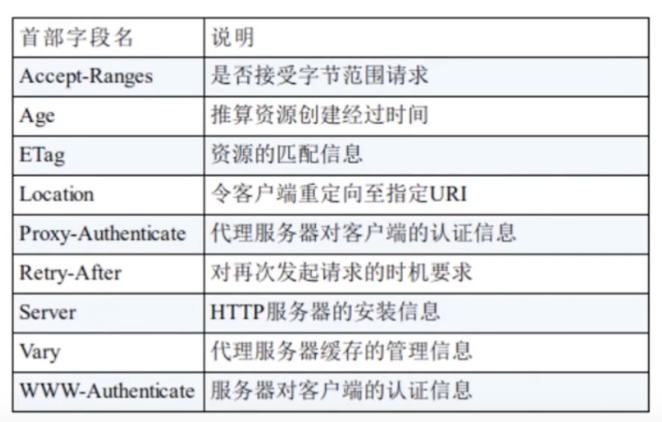 首部字段名 说明
Accept-Ranges 是否接受字节范围请求
Age 推算资源创建经过时间
ETag 资源的匹配信息
Location 令客户端重定向至指定URI
Proxy-Authenticate 代理服务器对客户端的认证信息
Retry-After 对再次发起请求的时机要求
Server HTTP服务器的安装信息
Vary 代理服务器缓存的管理信息
WWW-Authenticate 服务器对客户端的认证信息